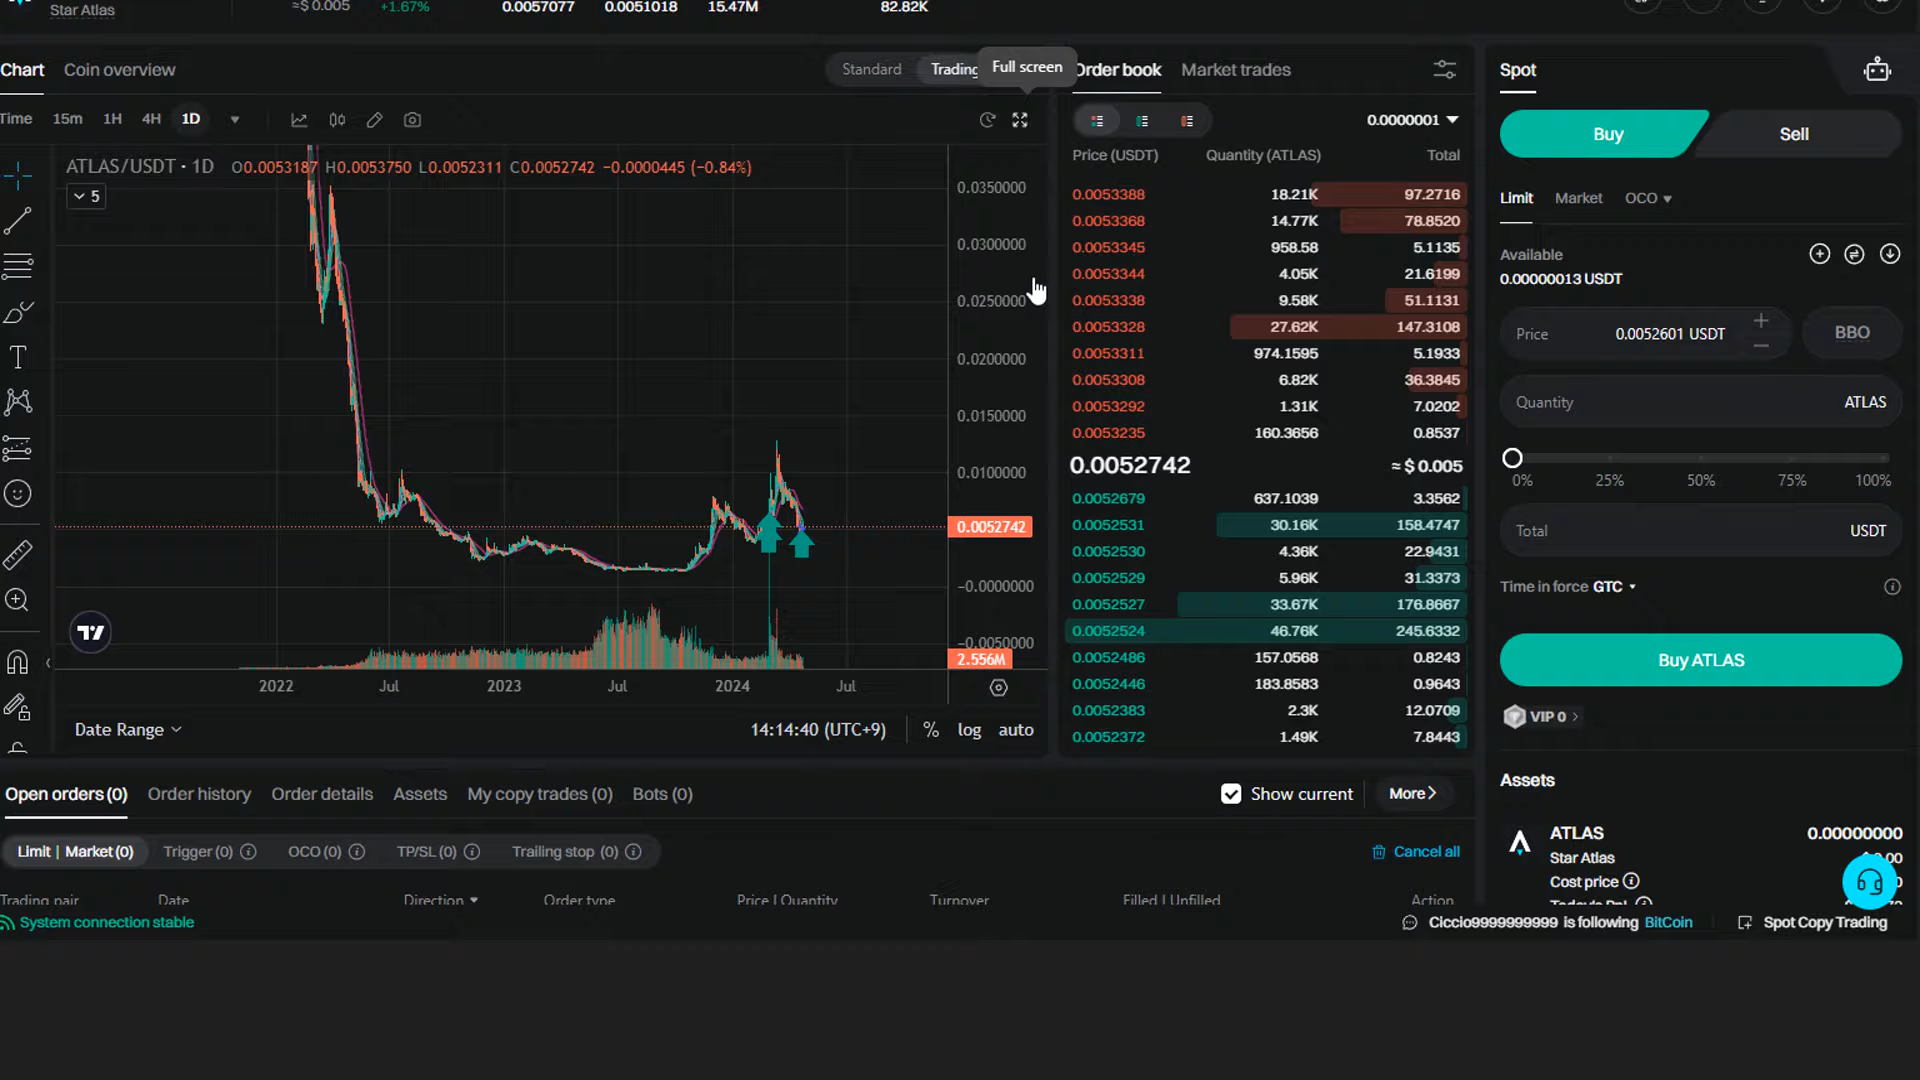 Star Atlas
≈$ 0.005 +1.67% 0.0057077 0.0051018 15.47M 82.82K
Chart Coin overview
Standard Trading
Full screen
Time 15m 1H 4H 1D
ATLAS/USDT · 1D O0.0053187 H0.0053750 L0.0052311 C0.0052742 −0.0000445 (−0.84%)
5
0.0350000
0.0300000
0.0250000
0.0200000
0.0150000
0.0100000
0.0052742
−0.0000000
−0.0050000
2.556M
2022 Jul 2023 Jul 2024 Jul
Date Range
14:14:40 (UTC+9) % log auto
Order book Market trades
0.0000001
Price (USDT) Quantity (ATLAS) Total
0.0053388 18.21K 97.2716
0.0053368 14.77K 78.8520
0.0053345 958.58 5.1135
0.0053344 4.05K 21.6199
0.0053338 9.58K 51.1131
0.0053328 27.62K 147.3108
0.0053311 974.1595 5.1933
0.0053308 6.82K 36.3845
0.0053292 1.31K 7.0202
0.0053235 160.3656 0.8537
0.0052742 ≈ $ 0.005
0.0052679 637.1039 3.3562
0.0052531 30.16K 158.4747
0.0052530 4.36K 22.9431
0.0052529 5.96K 31.3373
0.0052527 33.67K 176.8667
0.0052524 46.76K 245.6332
0.0052486 157.0568 0.8243
0.0052446 183.8583 0.9643
0.0052383 2.3K 12.0709
0.0052372 1.49K 7.8443
Spot
Buy Sell
Limit Market OCO
Available
0.00000013 USDT
Price 0.0052601 USDT BBO
Quantity ATLAS
0% 25% 50% 75% 100%
Total USDT
Time in force GTC
Buy ATLAS
VIP 0
Assets
ATLAS 0.00000000
Star Atlas
Cost price
Open orders (0) Order history Order details Assets My copy trades (0) Bots (0)
Show current More
Limit | Market (0) Trigger (0) OCO (0) TP/SL (0) Trailing stop (0)
Cancel all
Trading pair Date Direction Order type Price | Quantity Turnover Filled | Unfilled Action
System connection stable
Ciccio9999999999 is following BitCoin
Spot Copy Trading